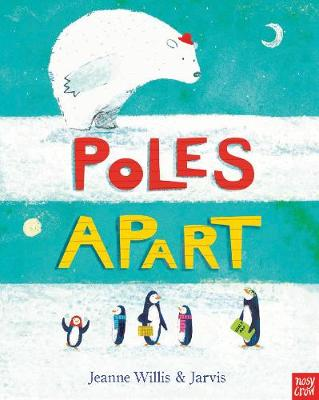 POLES
APART
Jeanne Willis & Jarvis
nosy
crow